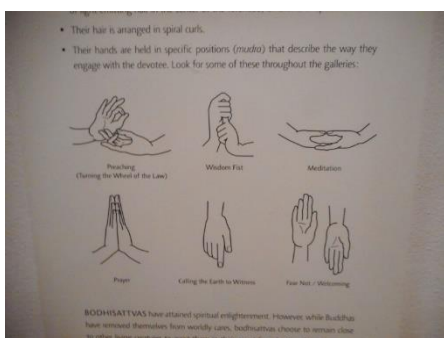 • Their hair is arranged in spiral curls.
• Their hands are held in specific positions (mudra) that describe the way they
engage with the devotee. Look for some of these throughout the galleries:
Preaching
(Turning the Wheel of the Law)
Wisdom Fist
Meditation
Prayer
Calling the Earth to Witness
Fear Not / Welcoming
BODHISATTVAS have attained spiritual enlightenment. However, while Buddhas
have removed themselves from worldly cares, bodhisattvas choose to remain close